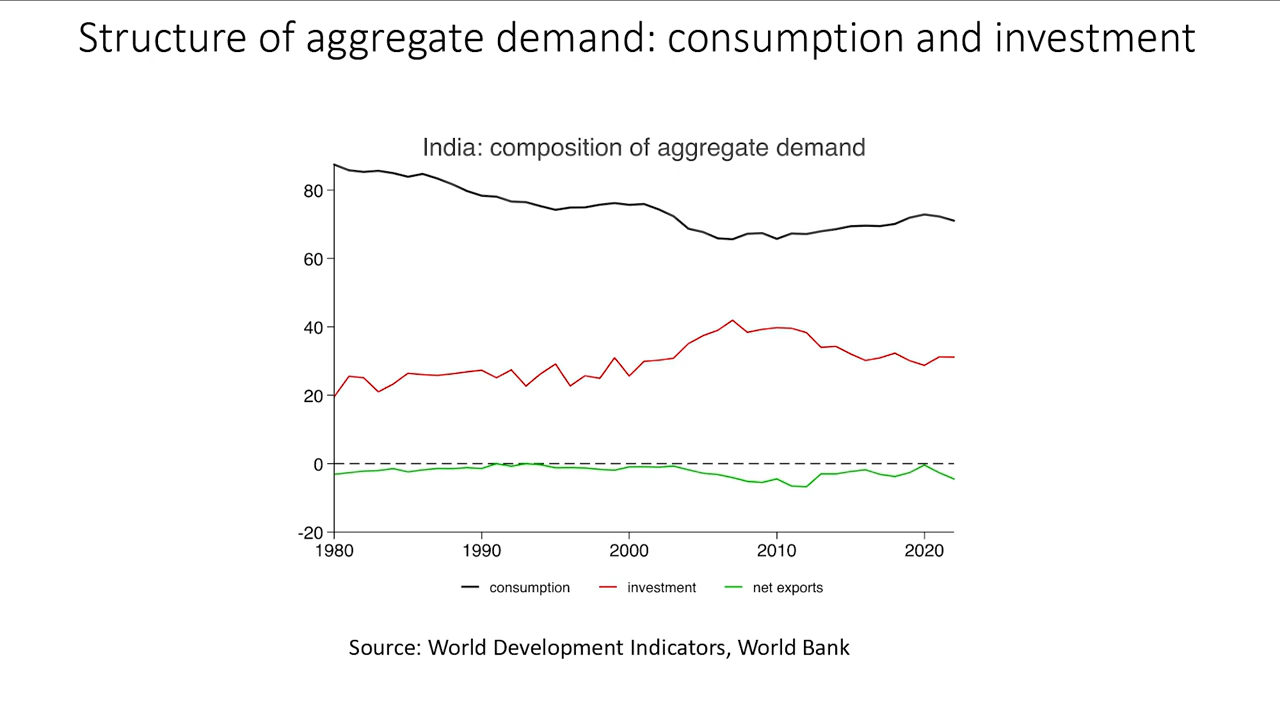 Structure of aggregate demand: consumption and investment
India: composition of aggregate demand
80
60
40
20
0
-20
1980 1990 2000 2010 2020
consumption investment net exports
Source: World Development Indicators, World Bank